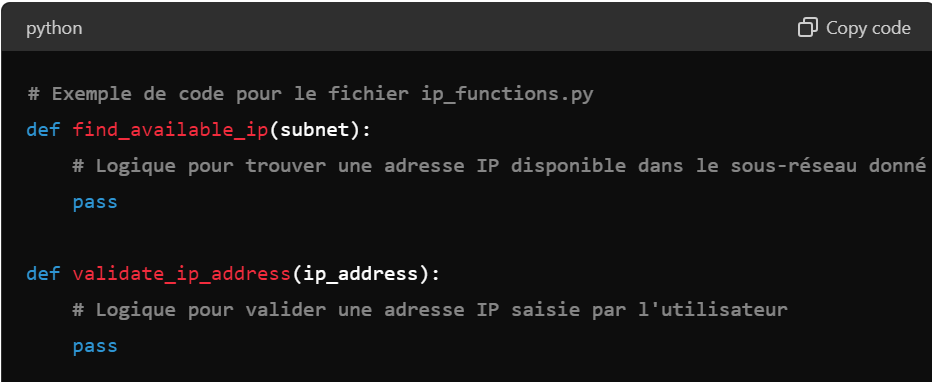 python
Copy code
# Exemple de code pour le fichier ip_functions.py
def find_available_ip(subnet):
    # Logique pour trouver une adresse IP disponible dans le sous-réseau donné
    pass

def validate_ip_address(ip_address):
    # Logique pour valider une adresse IP saisie par l'utilisateur
    pass